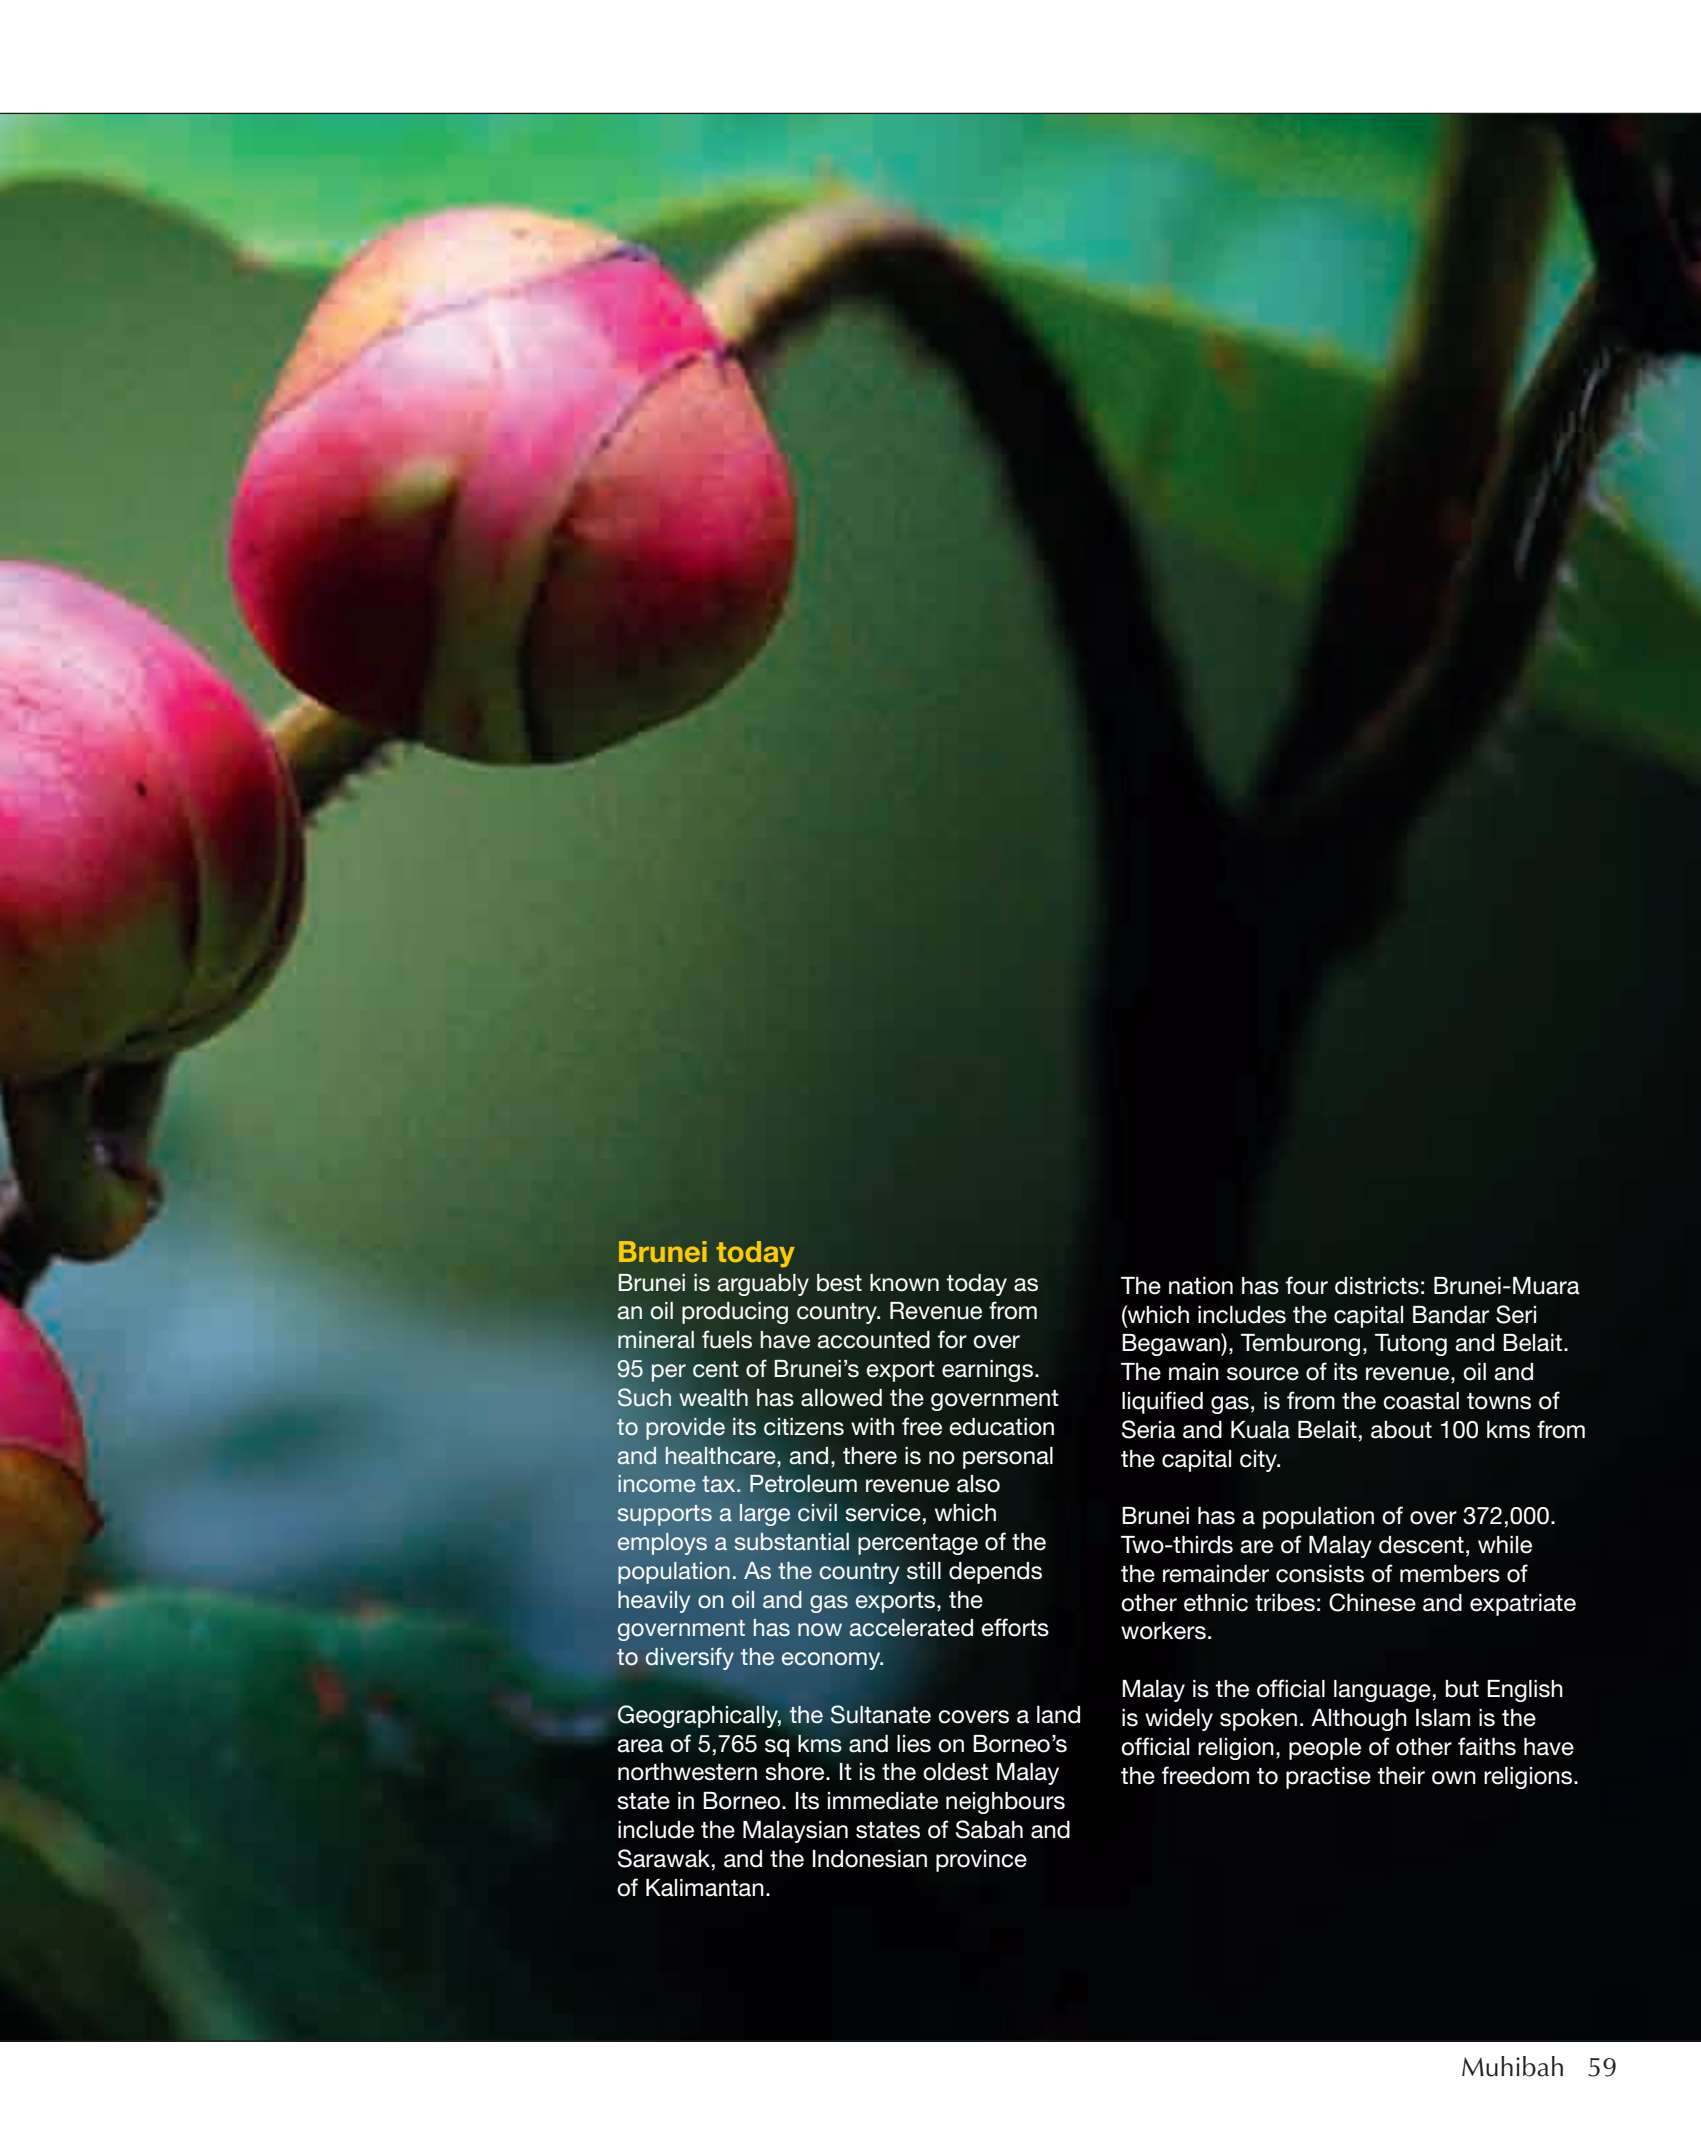 Brunei today
Brunei is arguably best known today as
an oil producing country. Revenue from
mineral fuels have accounted for over
95 per cent of Brunei’s export earnings.
Such wealth has allowed the government
to provide its citizens with free education
and healthcare, and, there is no personal
income tax. Petroleum revenue also
supports a large civil service, which
employs a substantial percentage of the
population. As the country still depends
heavily on oil and gas exports, the
government has now accelerated efforts
to diversify the economy.
Geographically, the Sultanate covers a land
area of 5,765 sq kms and lies on Borneo’s
northwestern shore. It is the oldest Malay
state in Borneo. Its immediate neighbours
include the Malaysian states of Sabah and
Sarawak, and the Indonesian province
of Kalimantan.
The nation has four districts: Brunei-Muara
(which includes the capital Bandar Seri
Begawan), Temburong, Tutong and Belait.
The main source of its revenue, oil and
liquified gas, is from the coastal towns of
Seria and Kuala Belait, about 100 kms from
the capital city.
Brunei has a population of over 372,000.
Two-thirds are of Malay descent, while
the remainder consists of members of
other ethnic tribes: Chinese and expatriate
workers.
Malay is the official language, but English
is widely spoken. Although Islam is the
official religion, people of other faiths have
the freedom to practise their own religions.
Muhibah 59